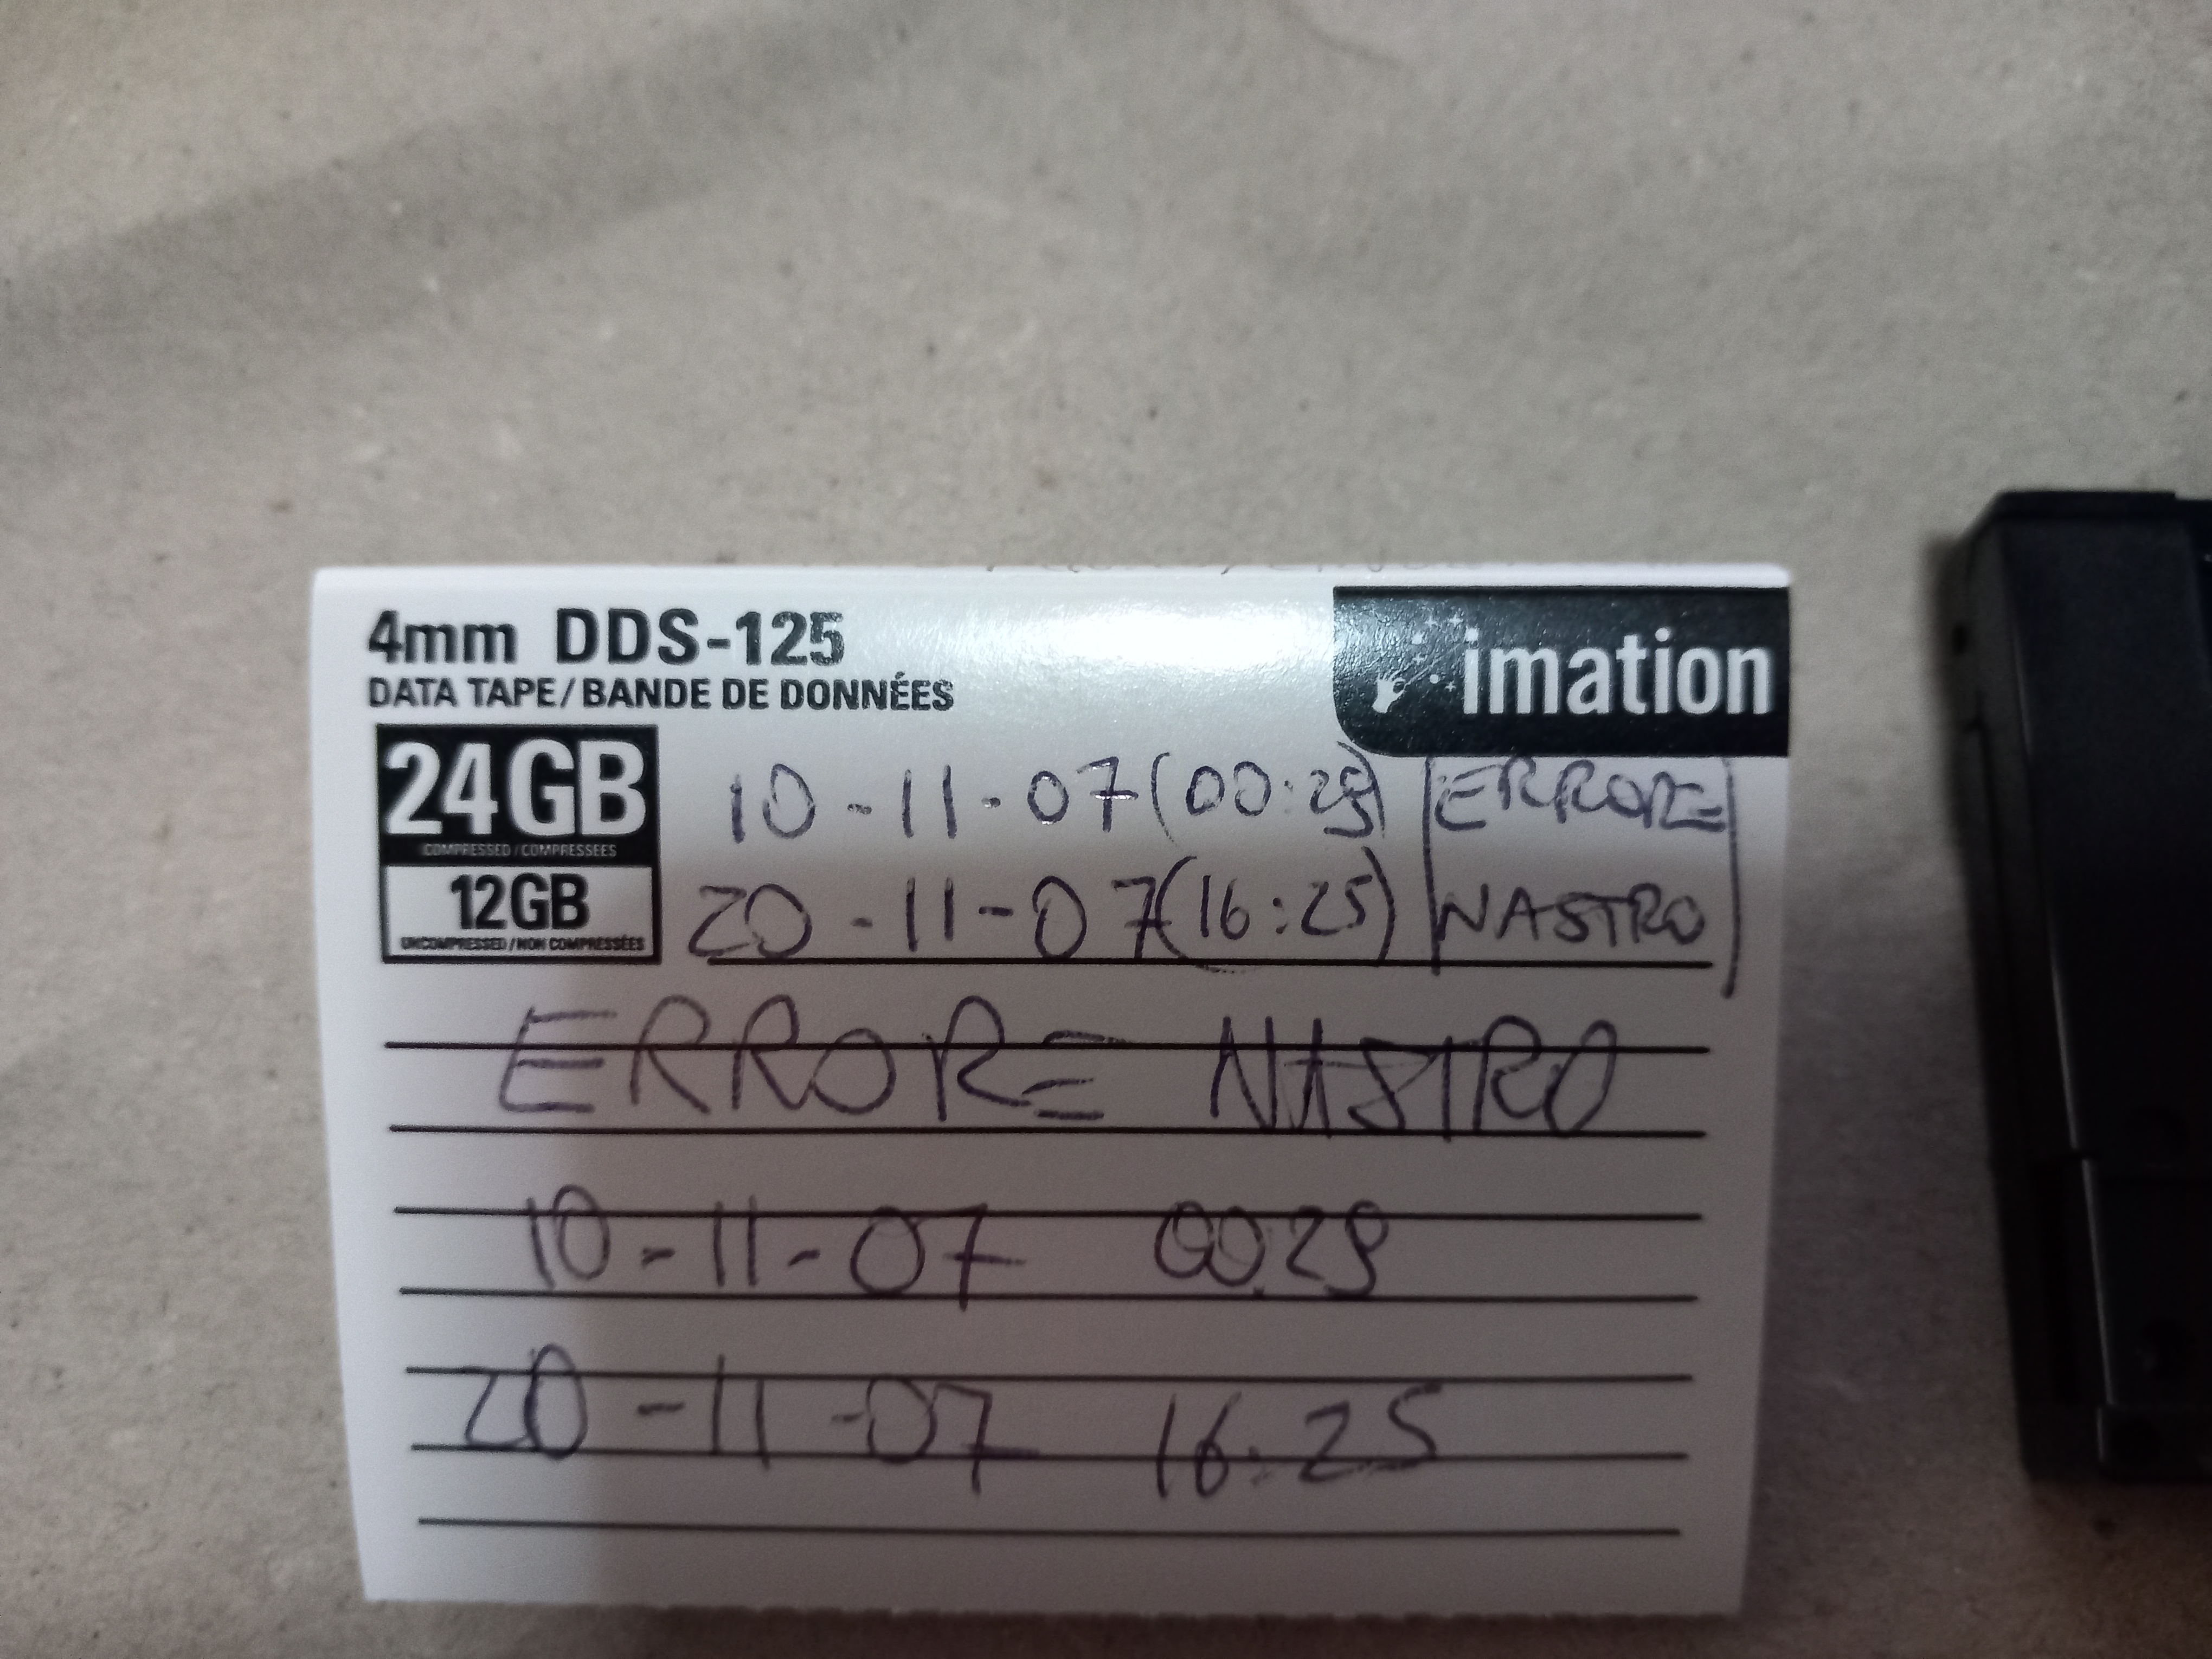 4mm DDS-125
DATA TAPE/BANDE DE DONNÉES
imation
24GB
COMPRESSED/COMPRESSÉES
12GB
UNCOMPRESSED/NON COMPRESSÉES
10-11-07 (00:29) ERRORE
20-11-07 (16:25) NASTRO
ERRORE NASTRO
10-11-07 00.29
20-11-07 16:25